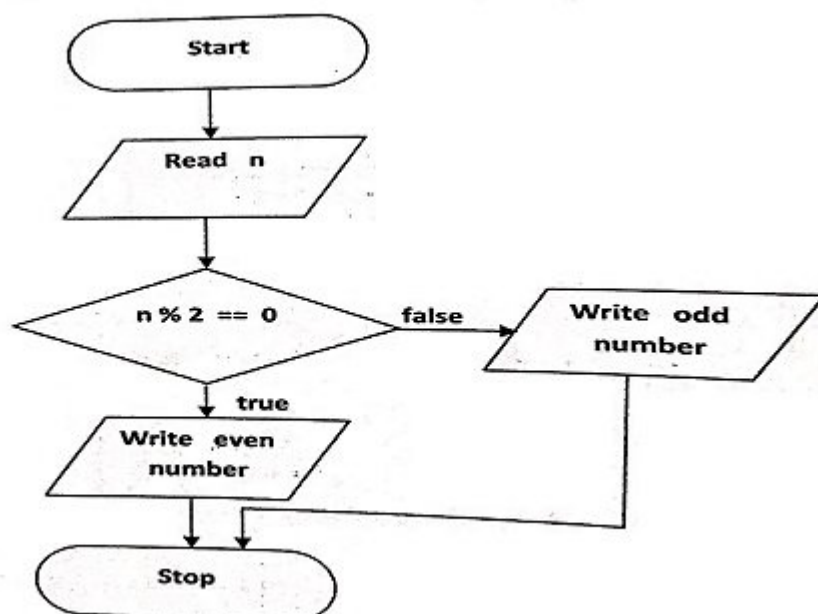 Start
Read n
n % 2 == 0
false
Write odd
number
true
Write even
number
Stop